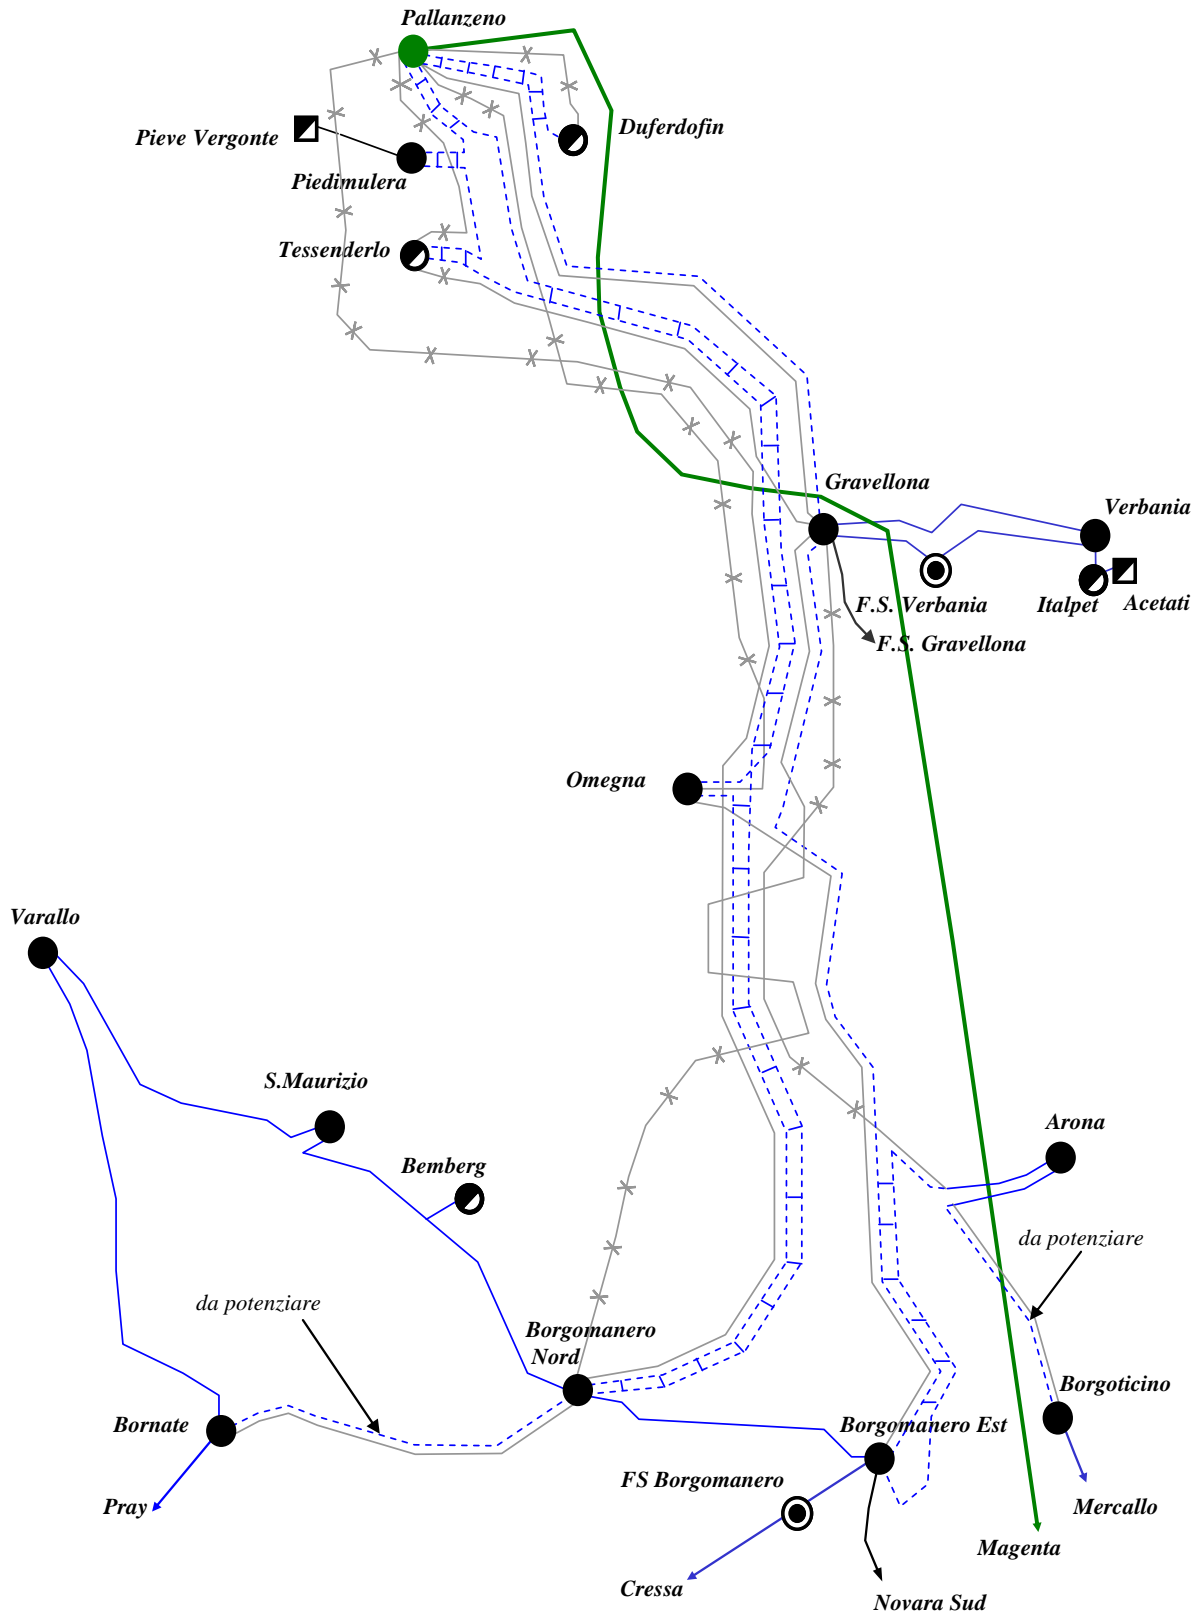 Pallanzeno
Duferdofin
Pieve Vergonte
Piedimulera
Tessenderlo
Gravellona
Verbania
F.S. Verbania
Italpet
Acetati
F.S. Gravellona
Omegna
Varallo
S.Maurizio
Arona
Bemberg
da potenziare
da potenziare
Borgomanero
Nord
Borgoticino
Bornate
Borgomanero Est
FS Borgomanero
Pray
Mercallo
Magenta
Cressa
Novara Sud